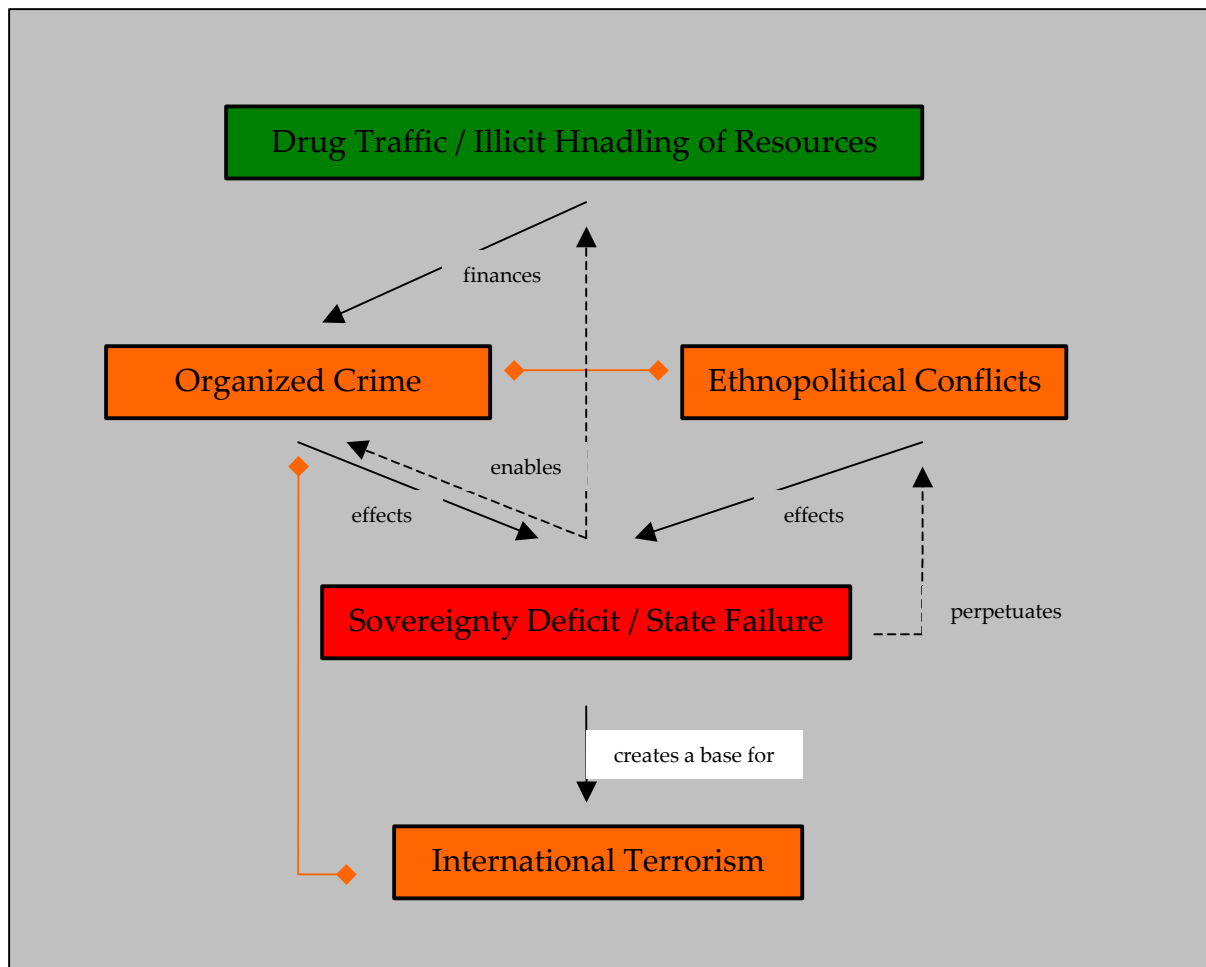 Drug Traffic / Illicit Hnadling of Resources
finances
Organized Crime
Ethnopolitical Conflicts
enables
effects
effects
Sovereignty Deficit / State Failure
perpetuates
creates a base for
International Terrorism